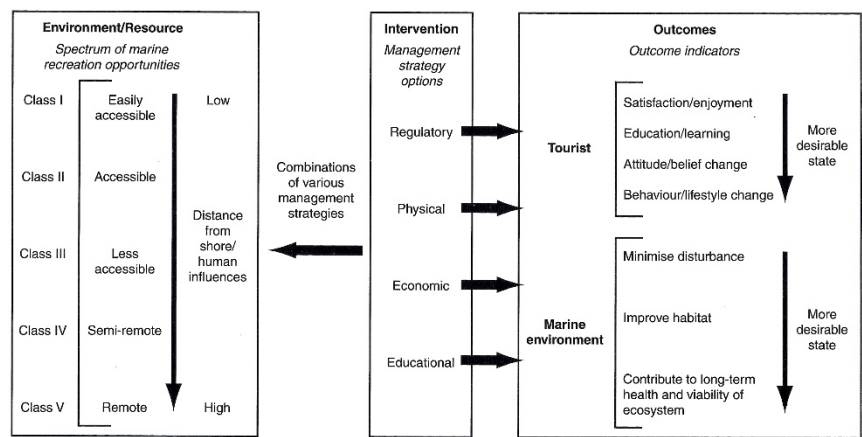 Environment/Resource
Spectrum of marine
recreation opportunities
Class I
Easily
accessible
Low
Class II
Accessible
Distance
from
shore/
human
influences
Class III
Less
accessible
Class IV
Semi-remote
Class V
Remote
High
Combinations
of various
management
strategies
Intervention
Management
strategy
options
Regulatory
Physical
Economic
Educational
Outcomes
Outcome indicators
Tourist
Satisfaction/enjoyment
Education/learning
Attitude/belief change
Behaviour/lifestyle change
More
desirable
state
Marine
environment
Minimise disturbance
Improve habitat
Contribute to long-term
health and viability of
ecosystem
More
desirable
state